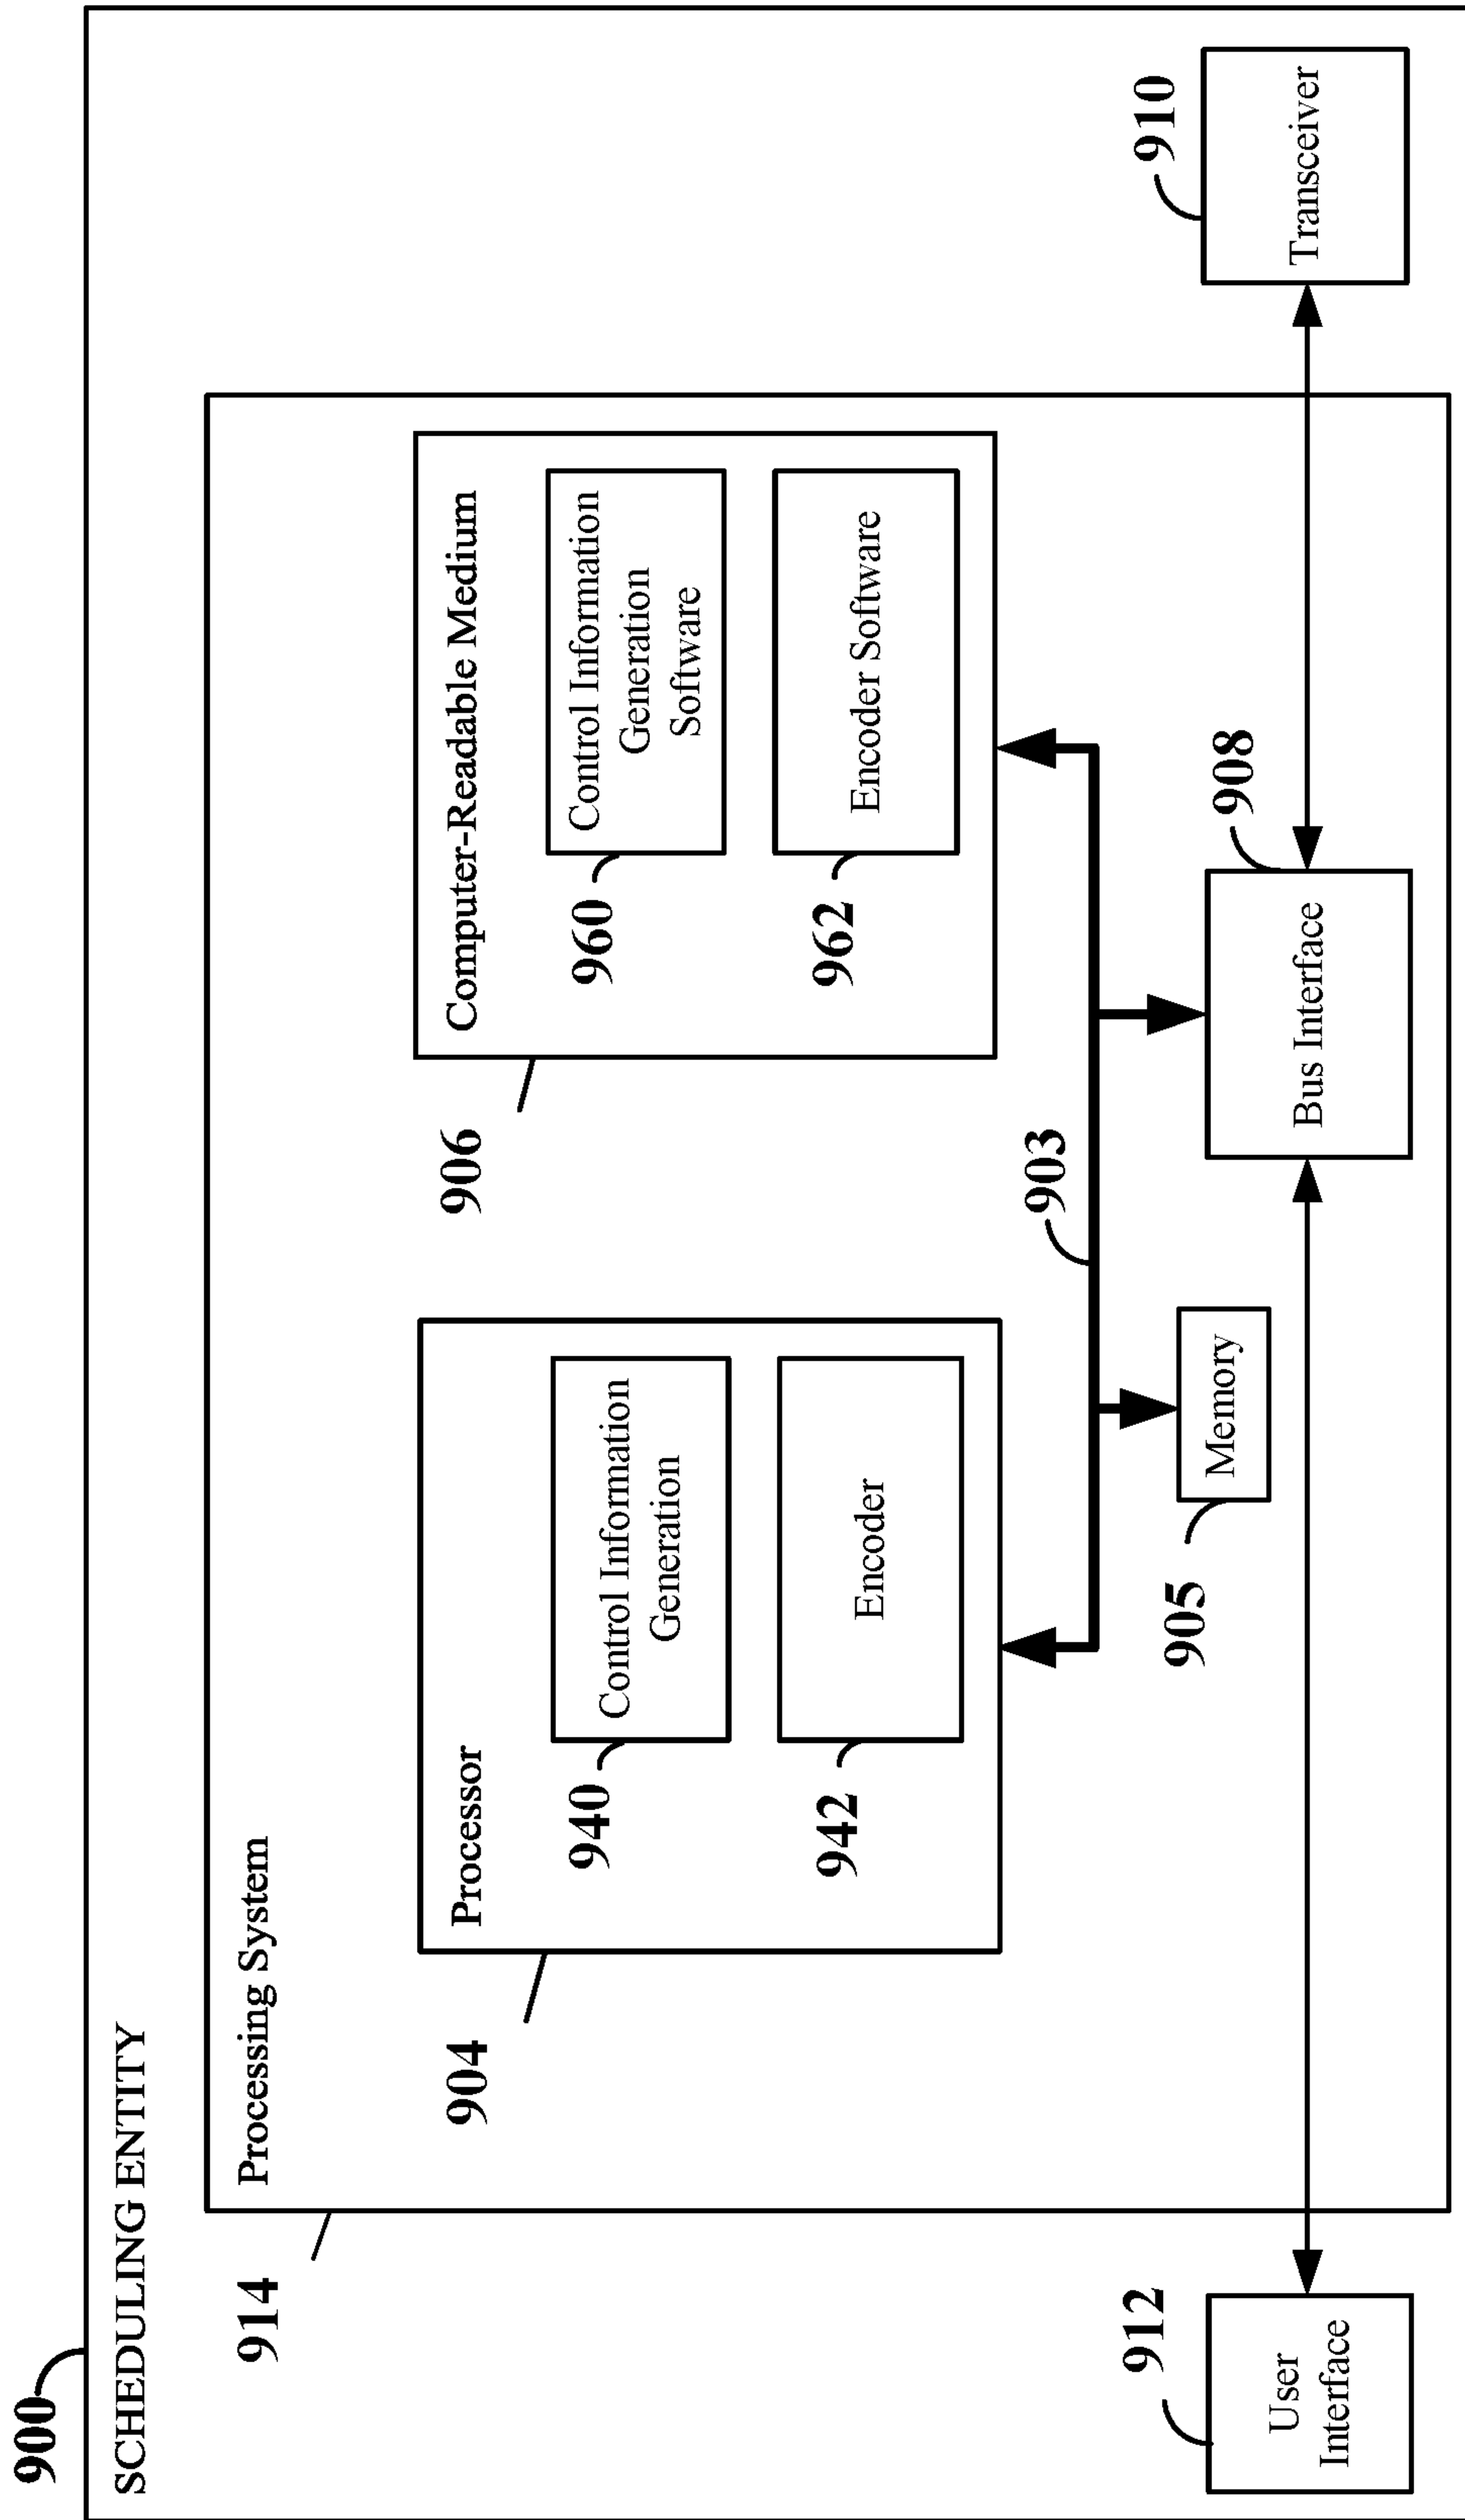 900
SCHEDULING ENTITY
914
Processing System
904
Processor
940
Control Information
Generation
942
Encoder
906
Computer-Readable Medium
960
Control Information
Generation
Software
962
Encoder Software
903
905
Memory
908
Bus Interface
912
User
Interface
910
Transceiver